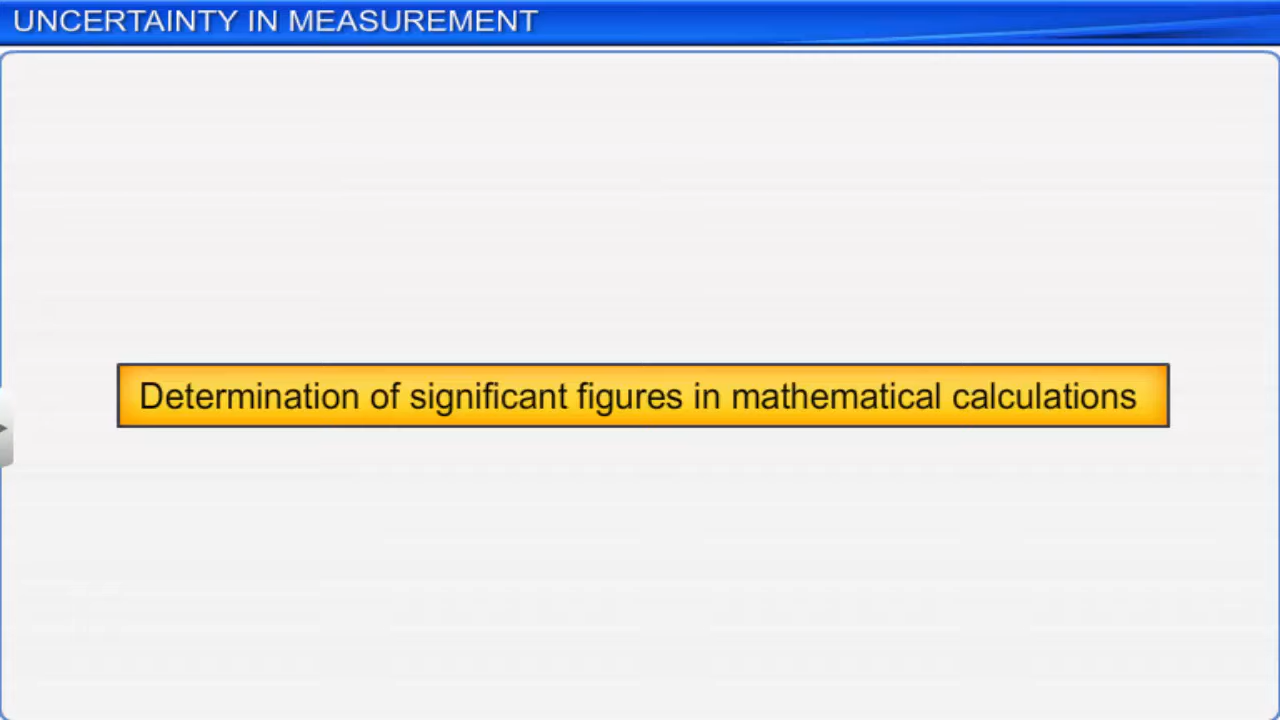 UNCERTAINTY IN MEASUREMENT
Determination of significant figures in mathematical calculations